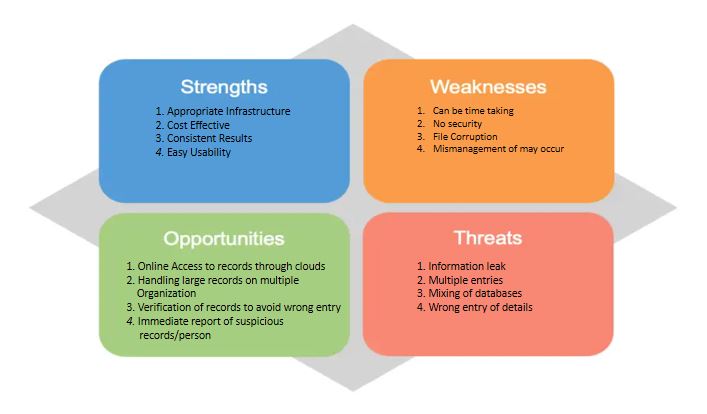 Strengths
1. Appropriate Infrastructure
2. Cost Effective
3. Consistent Results
4. Easy Usability
Weaknesses
1. Can be time taking
2. No security
3. File Corruption
4. Mismanagement of may occur
Opportunities
1. Online Access to records through clouds
2. Handling large records on multiple
Organization
3. Verification of records to avoid wrong entry
4. Immediate report of suspicious
records/person
Threats
1. Information leak
2. Multiple entries
3. Mixing of databases
4. Wrong entry of details